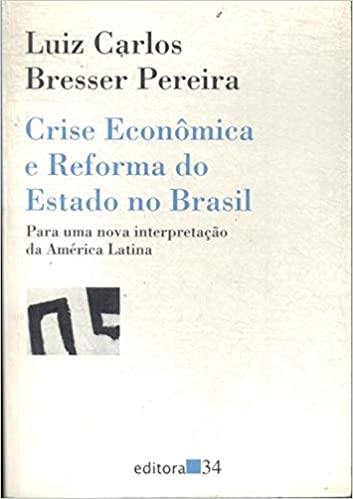 Luiz Carlos
Bresser Pereira
Crise Econômica
e Reforma do
Estado no Brasil
Para uma nova interpretação
da América Latina
editora 34